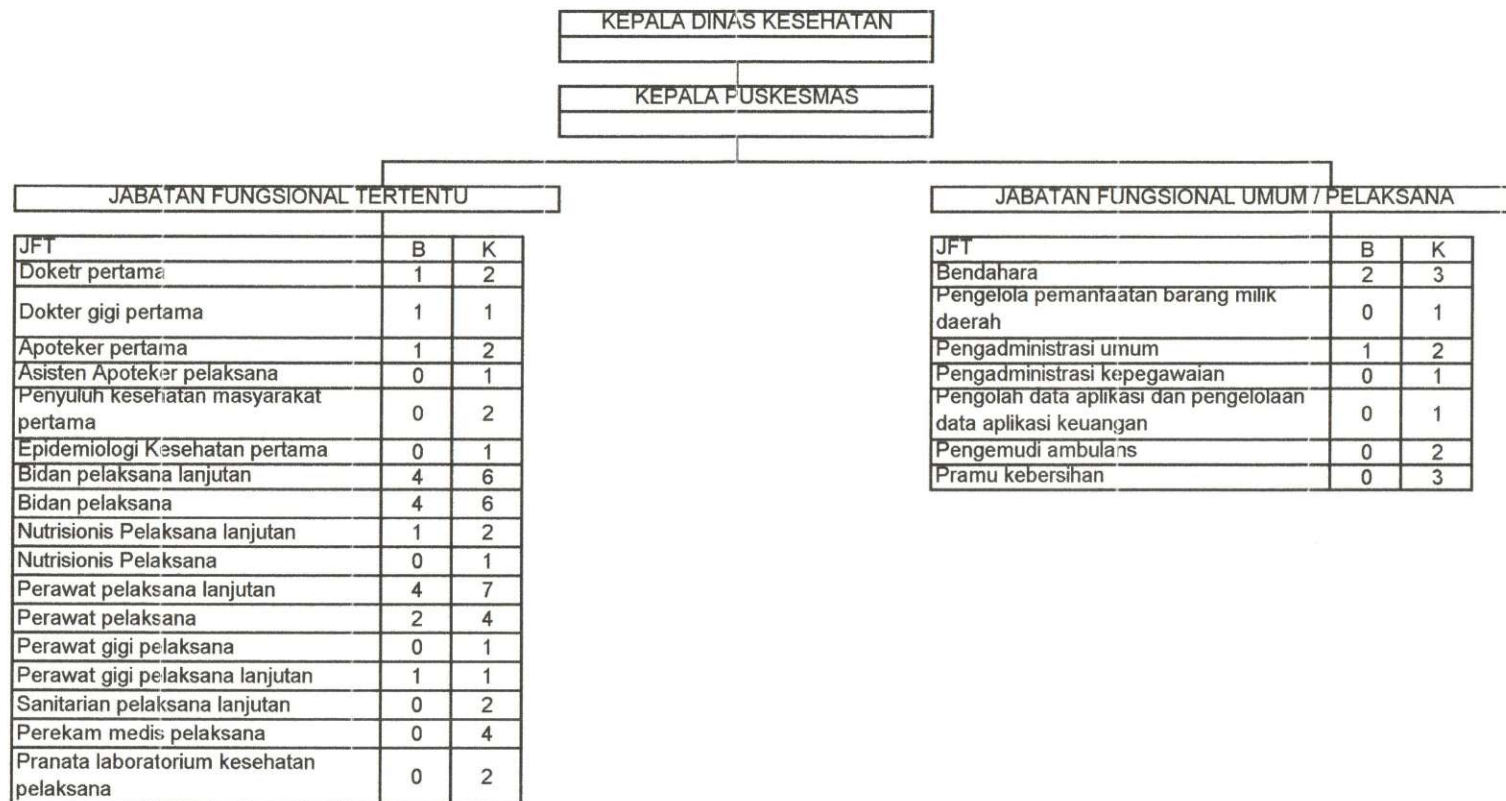 KEPALA DINAS KESEHATAN
KEPALA PUSKESMAS
JABATAN FUNGSIONAL TERTENTU
JFT B K
Doketr pertama 1 2
Dokter gigi pertama 1 1
Apoteker pertama 1 2
Asisten Apoteker pelaksana 0 1
Penyuluh kesehatan masyarakat
pertama 0 2
Epidemiologi Kesehatan pertama 0 1
Bidan pelaksana lanjutan 4 6
Bidan pelaksana 4 6
Nutrisionis Pelaksana lanjutan 1 2
Nutrisionis Pelaksana 0 1
Perawat pelaksana lanjutan 4 7
Perawat pelaksana 2 4
Perawat gigi pelaksana 0 1
Perawat gigi pelaksana lanjutan 1 1
Sanitarian pelaksana lanjutan 0 2
Perekam medis pelaksana 0 4
Pranata laboratorium kesehatan
pelaksana 0 2
JABATAN FUNGSIONAL UMUM / PELAKSANA
JFT B K
Bendahara 2 3
Pengelola pemanfaatan barang milik
daerah 0 1
Pengadministrasi umum 1 2
Pengadministrasi kepegawaian 0 1
Pengolah data aplikasi dan pengelolaan
data aplikasi keuangan 0 1
Pengemudi ambulans 0 2
Pramu kebersihan 0 3